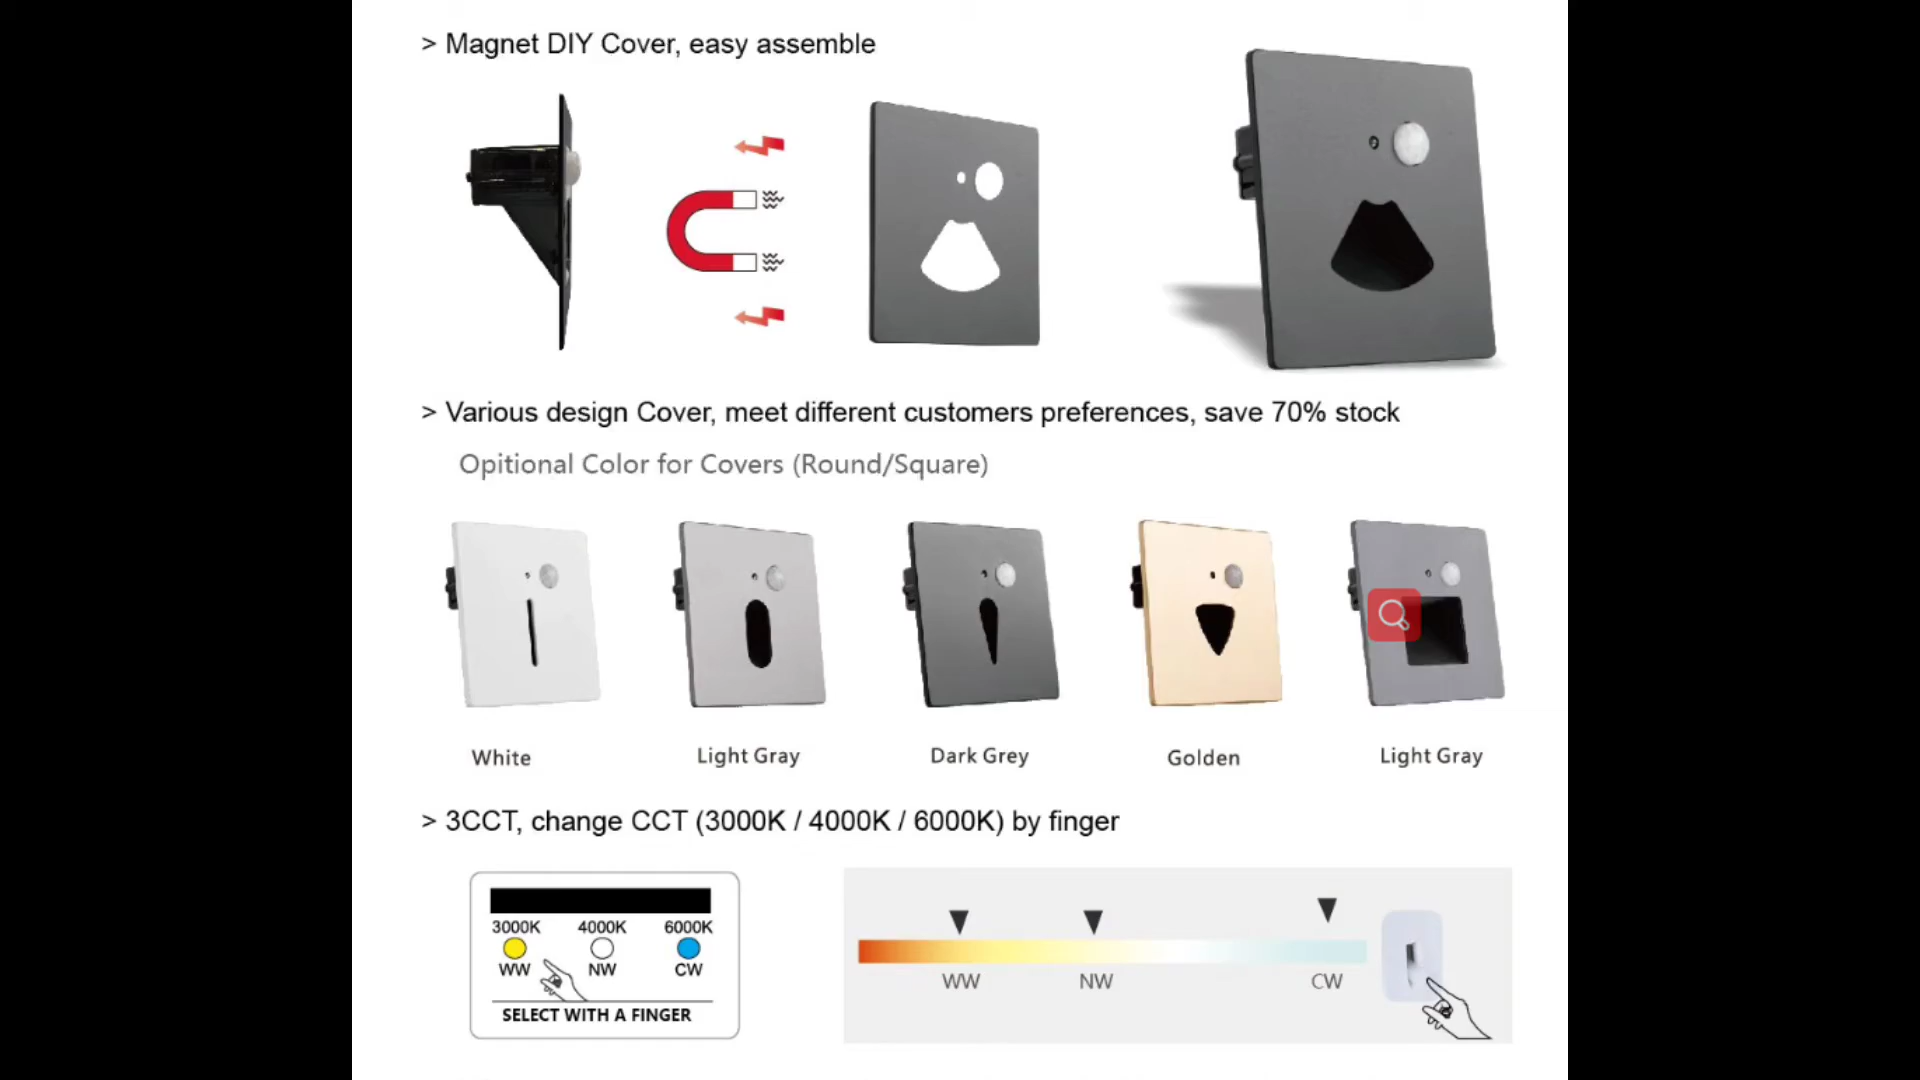 > Magnet DIY Cover, easy assemble
> Various design Cover, meet different customers preferences, save 70% stock
Opitional Color for Covers (Round/Square)
White
Light Gray
Dark Grey
Golden
Light Gray
> 3CCT, change CCT (3000K / 4000K / 6000K) by finger
3000K 4000K 6000K
WW NW CW
SELECT WITH A FINGER
WW NW CW